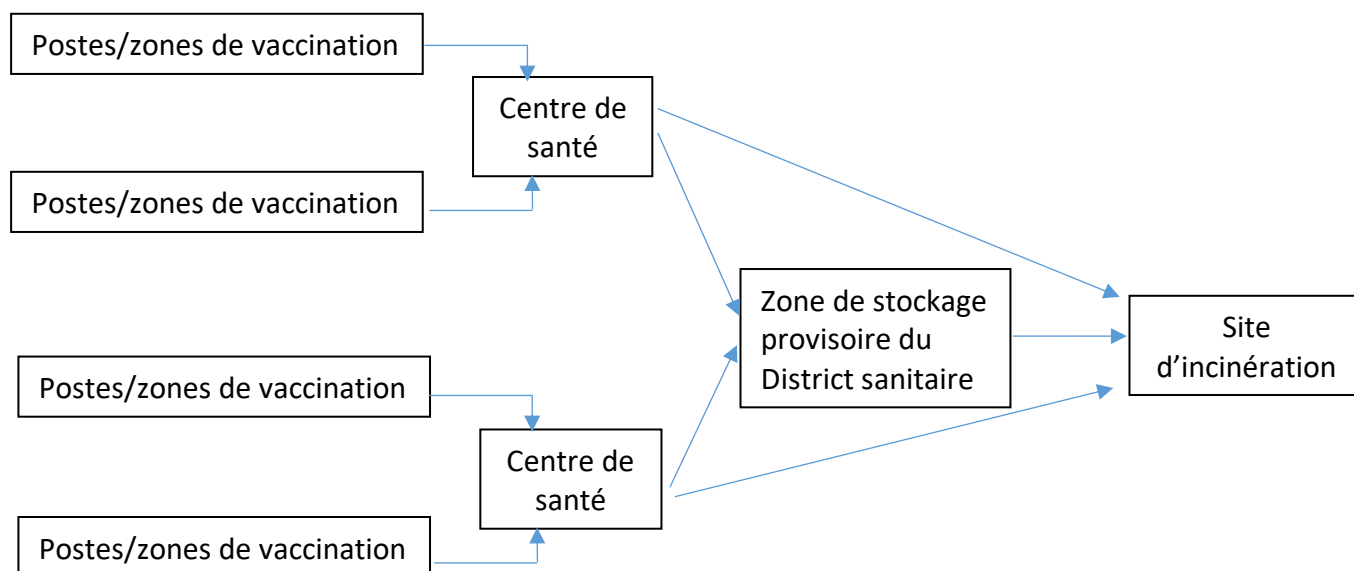 Postes/zones de vaccination
Centre de
santé
Postes/zones de vaccination
Zone de stockage
provisoire du
District sanitaire
Site
d’incinération
Postes/zones de vaccination
Centre de
santé
Postes/zones de vaccination